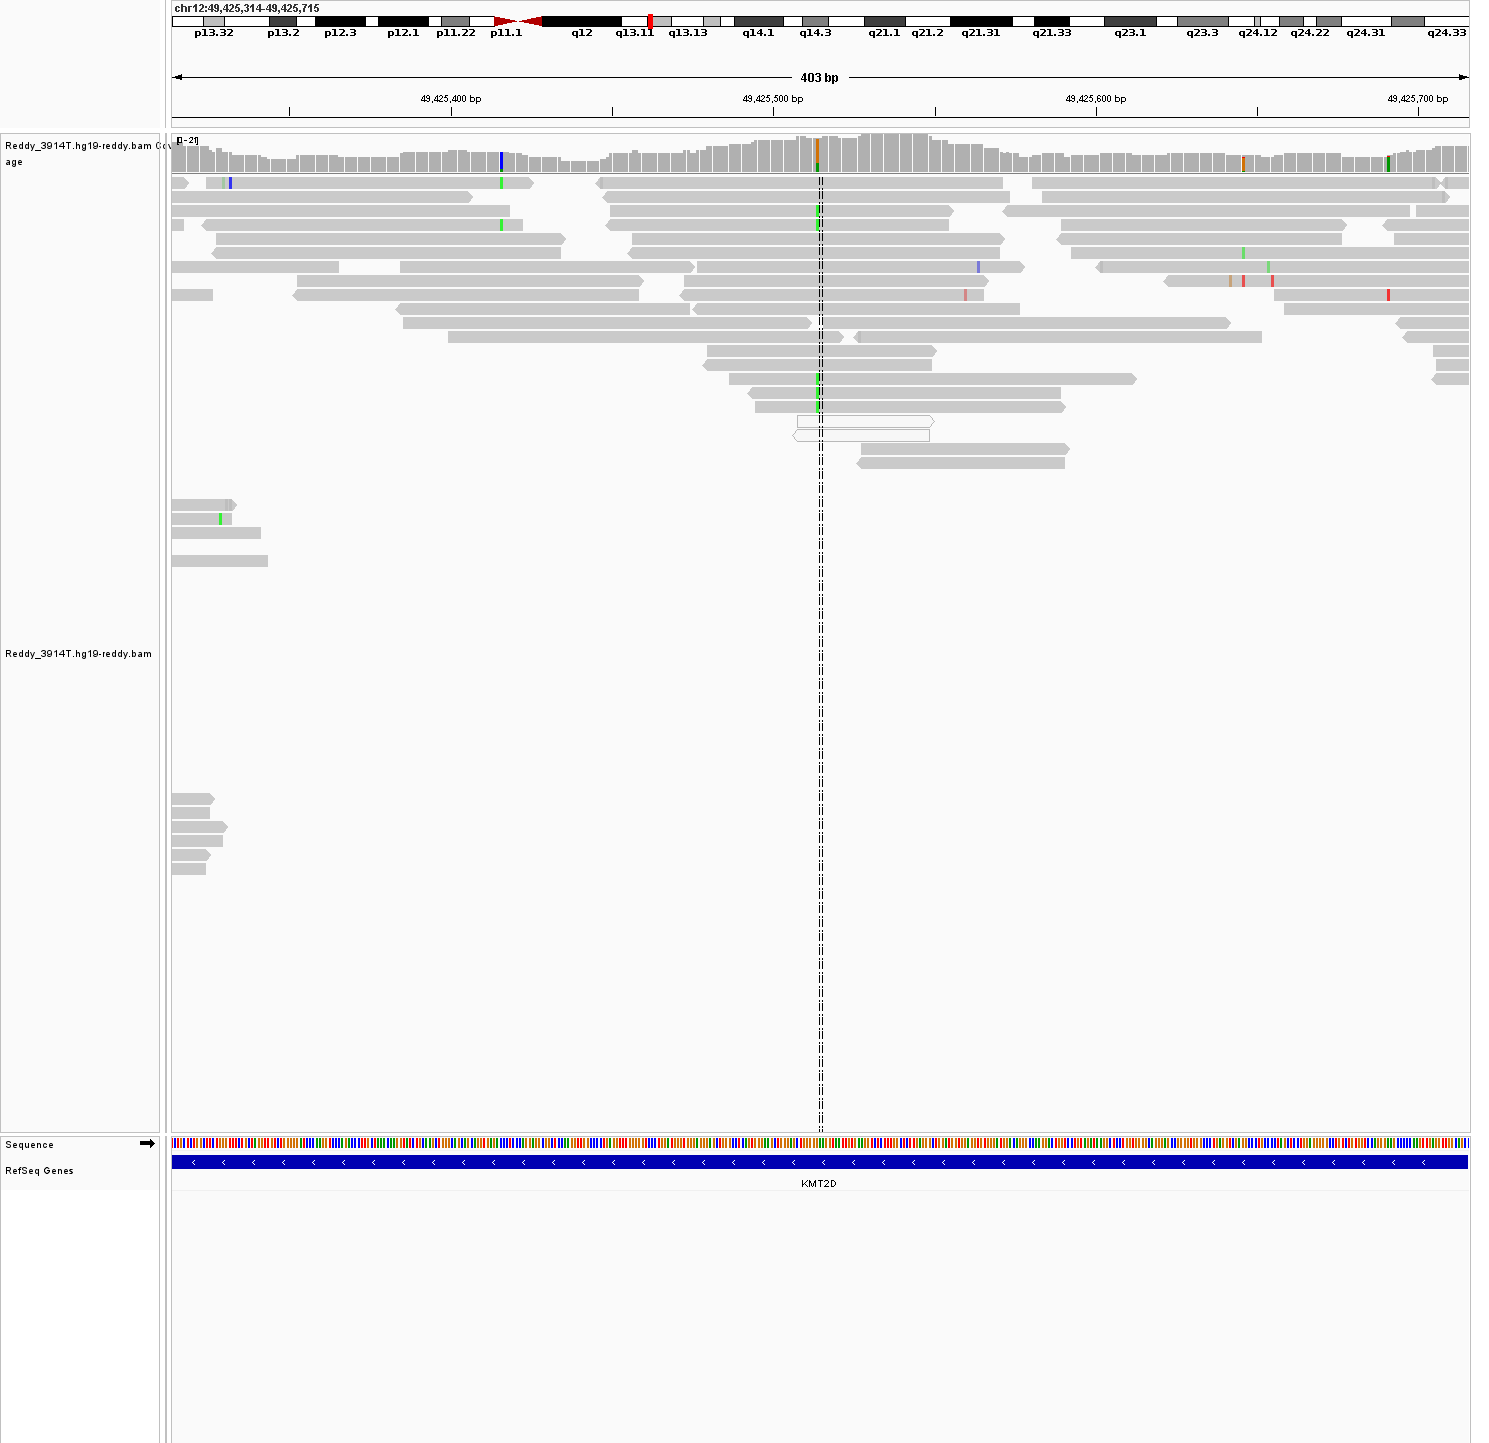 chr12:49,425,314-49,425,715
p13.32 p13.2 p12.3 p12.1 p11.22 p11.1 q12 q13.11 q13.13 q14.1 q14.3 q21.1 q21.2 q21.31 q21.33 q23.1 q23.3 q24.12 q24.22 q24.31 q24.33
403 bp
49,425,400 bp 49,425,500 bp 49,425,600 bp 49,425,700 bp
Reddy_3914T.hg19-reddy.bam Cov
age
Reddy_3914T.hg19-reddy.bam
Sequence
RefSeq Genes
KMT2D